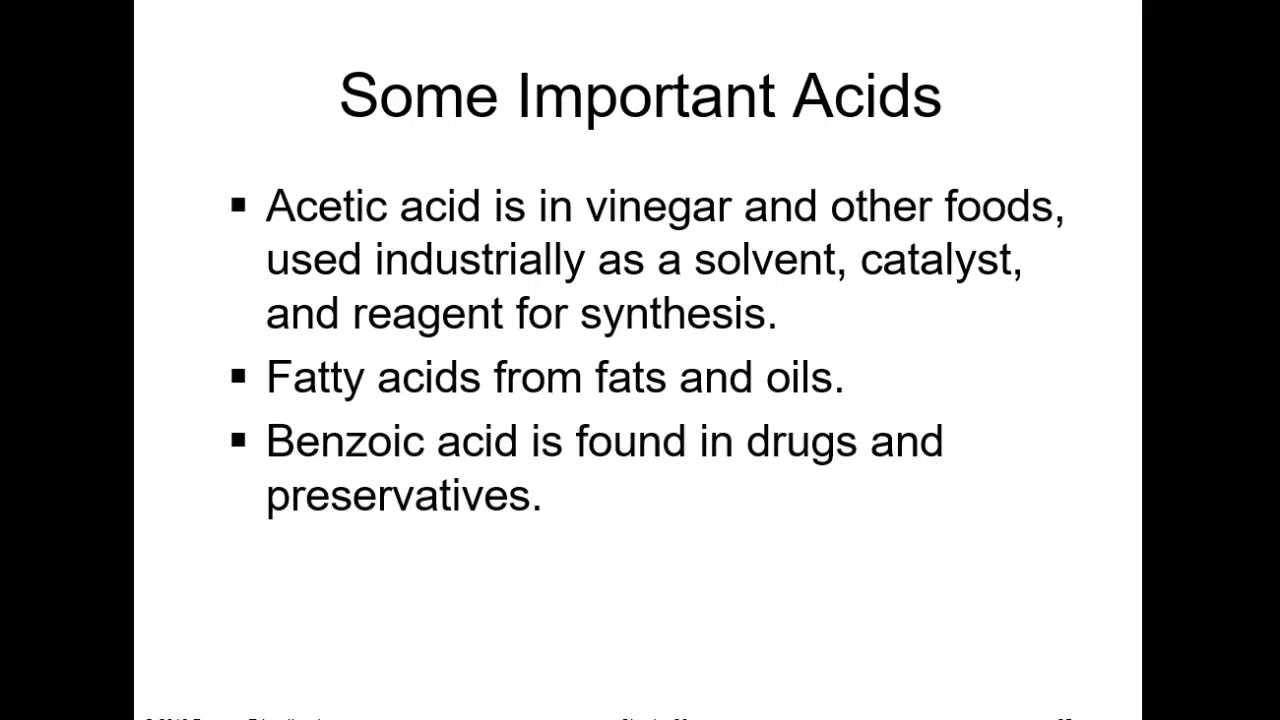 Some Important Acids
▪ Acetic acid is in vinegar and other foods,
used industrially as a solvent, catalyst,
and reagent for synthesis.
▪ Fatty acids from fats and oils.
▪ Benzoic acid is found in drugs and
preservatives.